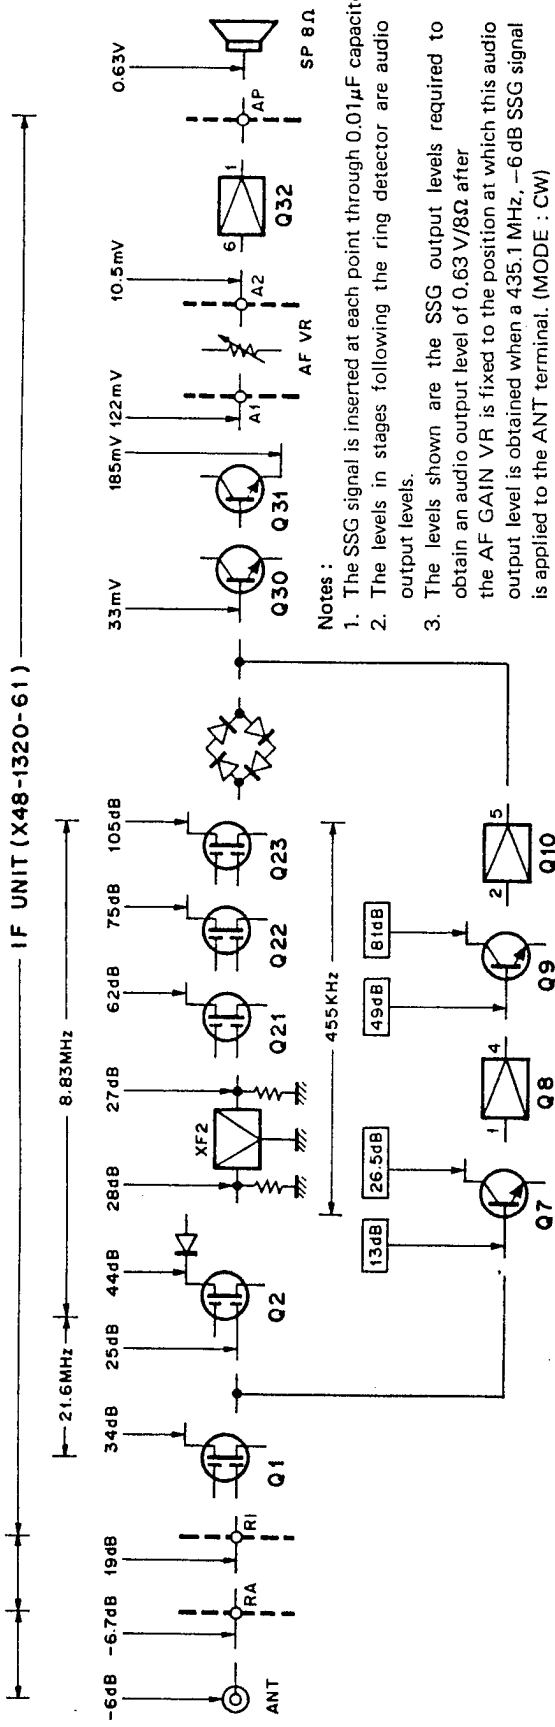 IF UNIT (X48-1320-61)
21.6MHz
8.83MHz
-6dB
-6.7dB
19dB
34dB
25dB
44dB
28dB
27dB
62dB
75dB
105dB
33mV
185mV
122mV
10.5mV
0.63V
ANT
RA
RI
Q1
Q2
XF2
Q21
Q22
Q23
Q30
Q31
A1
AF VR
A2
6
1
Q32
AP
SP 8Ω
455KHz
13dB
26.5dB
49dB
81dB
Q7
1
4
Q8
Q9
2
5
Q10
Notes :
1. The SSG signal is inserted at each point through 0.01μF
2. The levels in stages following the ring detector are audio
output levels.
3. The levels shown are the SSG output levels required to
obtain an audio output level of 0.63 V/8Ω after
the AF GAIN VR is fixed to the position at which this audio
output level is obtained when a 435.1 MHz, −6dB SSG signal
is applied to the ANT terminal. (MODE : CW)